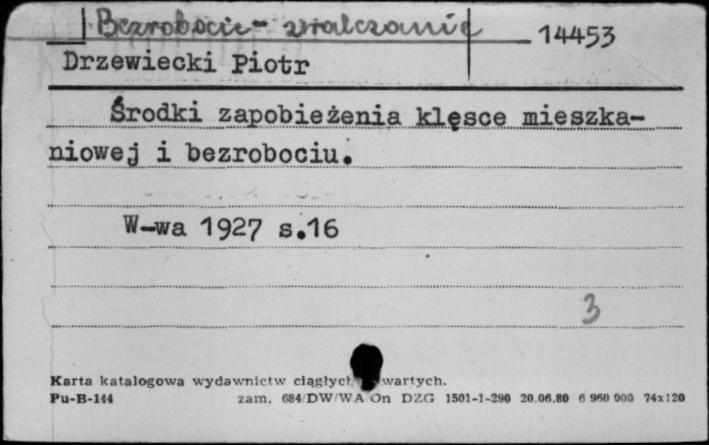 Bezrobocie - zwalczanie
14453
Drzewiecki Piotr
Środki zapobieżenia klęsce mieszka-
niowej i bezrobociu.
W-wa 1927 s.16
3
Karta katalogowa wydawnictw ciągłych wartych.
Pu-B-144 zam. 684/DW/WA On DZG 1501-1-290 20.06.80 6 960 000 74x120